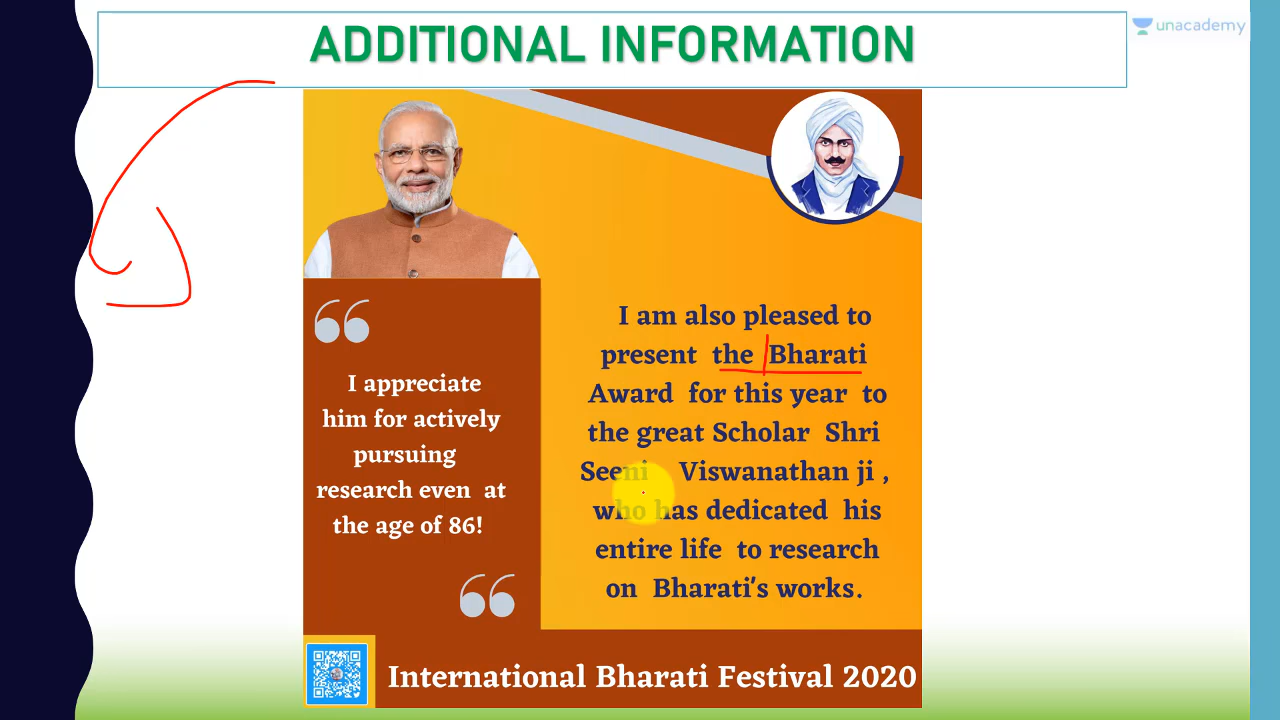 ADDITIONAL INFORMATION
unacademy
I am also pleased to
present the Bharati
Award for this year to
the great Scholar Shri
Seeni Viswanathan ji ,
who has dedicated his
entire life to research
on Bharati's works.
“
I appreciate
him for actively
pursuing
research even at
the age of 86!
“
International Bharati Festival 2020